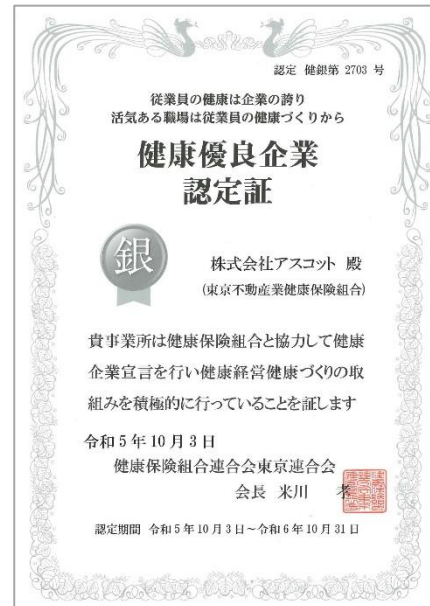 認定 健銀第 2703 号
従業員の健康は企業の誇り
活気ある職場は従業員の健康づくりから
健康優良企業
認定証
銀
株式会社アスコット 殿
(東京不動産業健康保険組合)
貴事業所は健康保険組合と協力して健康
企業宣言を行い健康経営健康づくりの取
組みを積極的に行っていることを証します
令和5年10月3日
健康保険組合連合会東京連合会
会長 米川 孝
認定期間 令和5年10月3日~令和6年10月31日